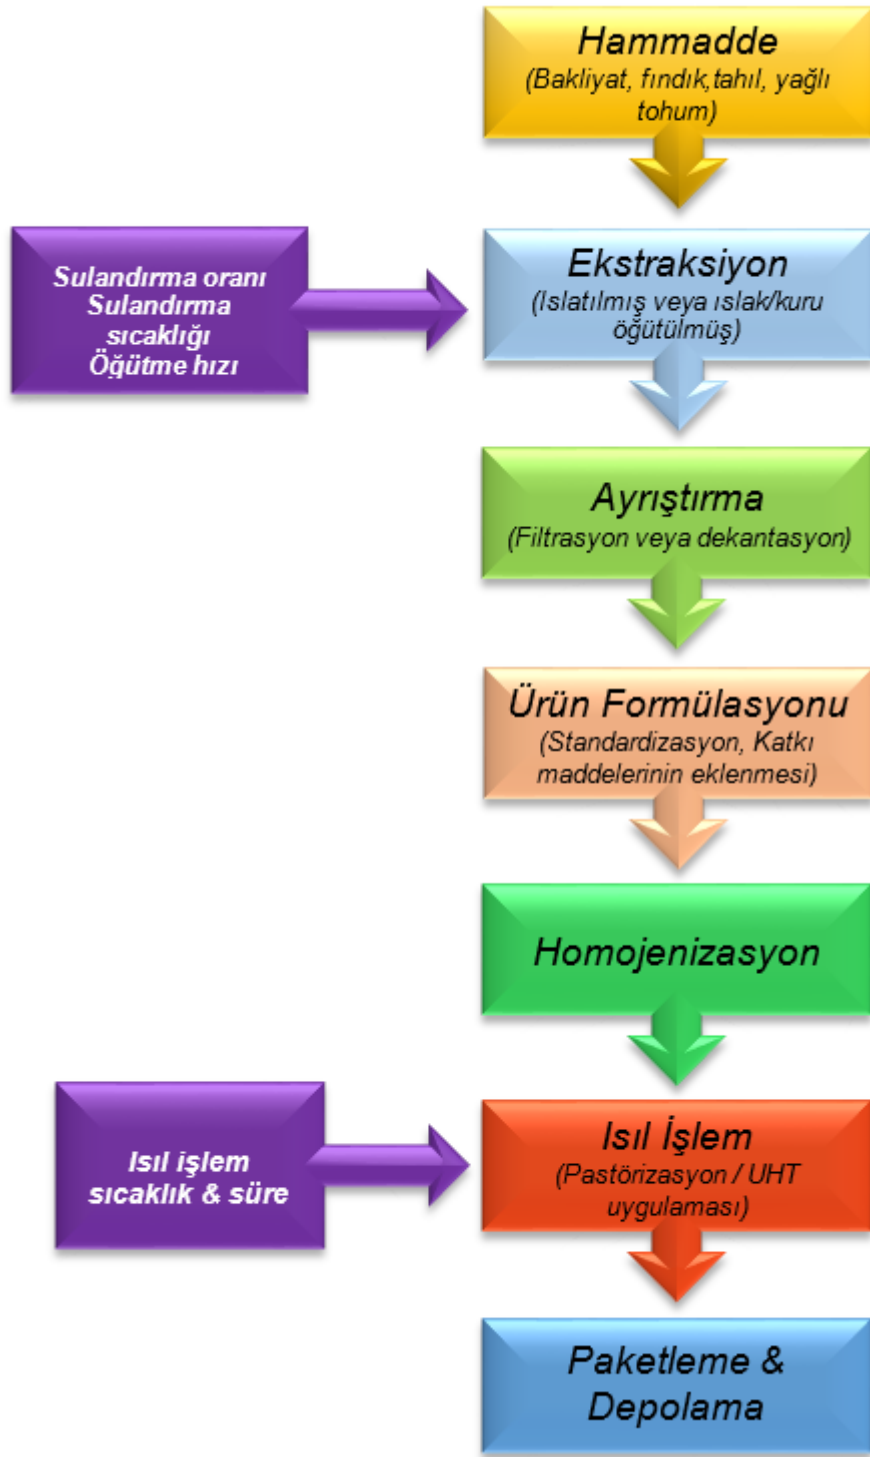 Hammadde
(Bakliyat, fındık,tahıl, yağlı
tohum)
Sulandırma oranı
Sulandırma
sıcaklığı
Öğütme hızı
Ekstraksiyon
(Islatılmış veya ıslak/kuru
öğütülmüş)
Ayrıştırma
(Filtrasyon veya dekantasyon)
Ürün Formülasyonu
(Standardizasyon, Katkı
maddelerinin eklenmesi)
Homojenizasyon
Isıl işlem
sıcaklık & süre
Isıl İşlem
(Pastörizasyon / UHT
uygulaması)
Paketleme &
Depolama